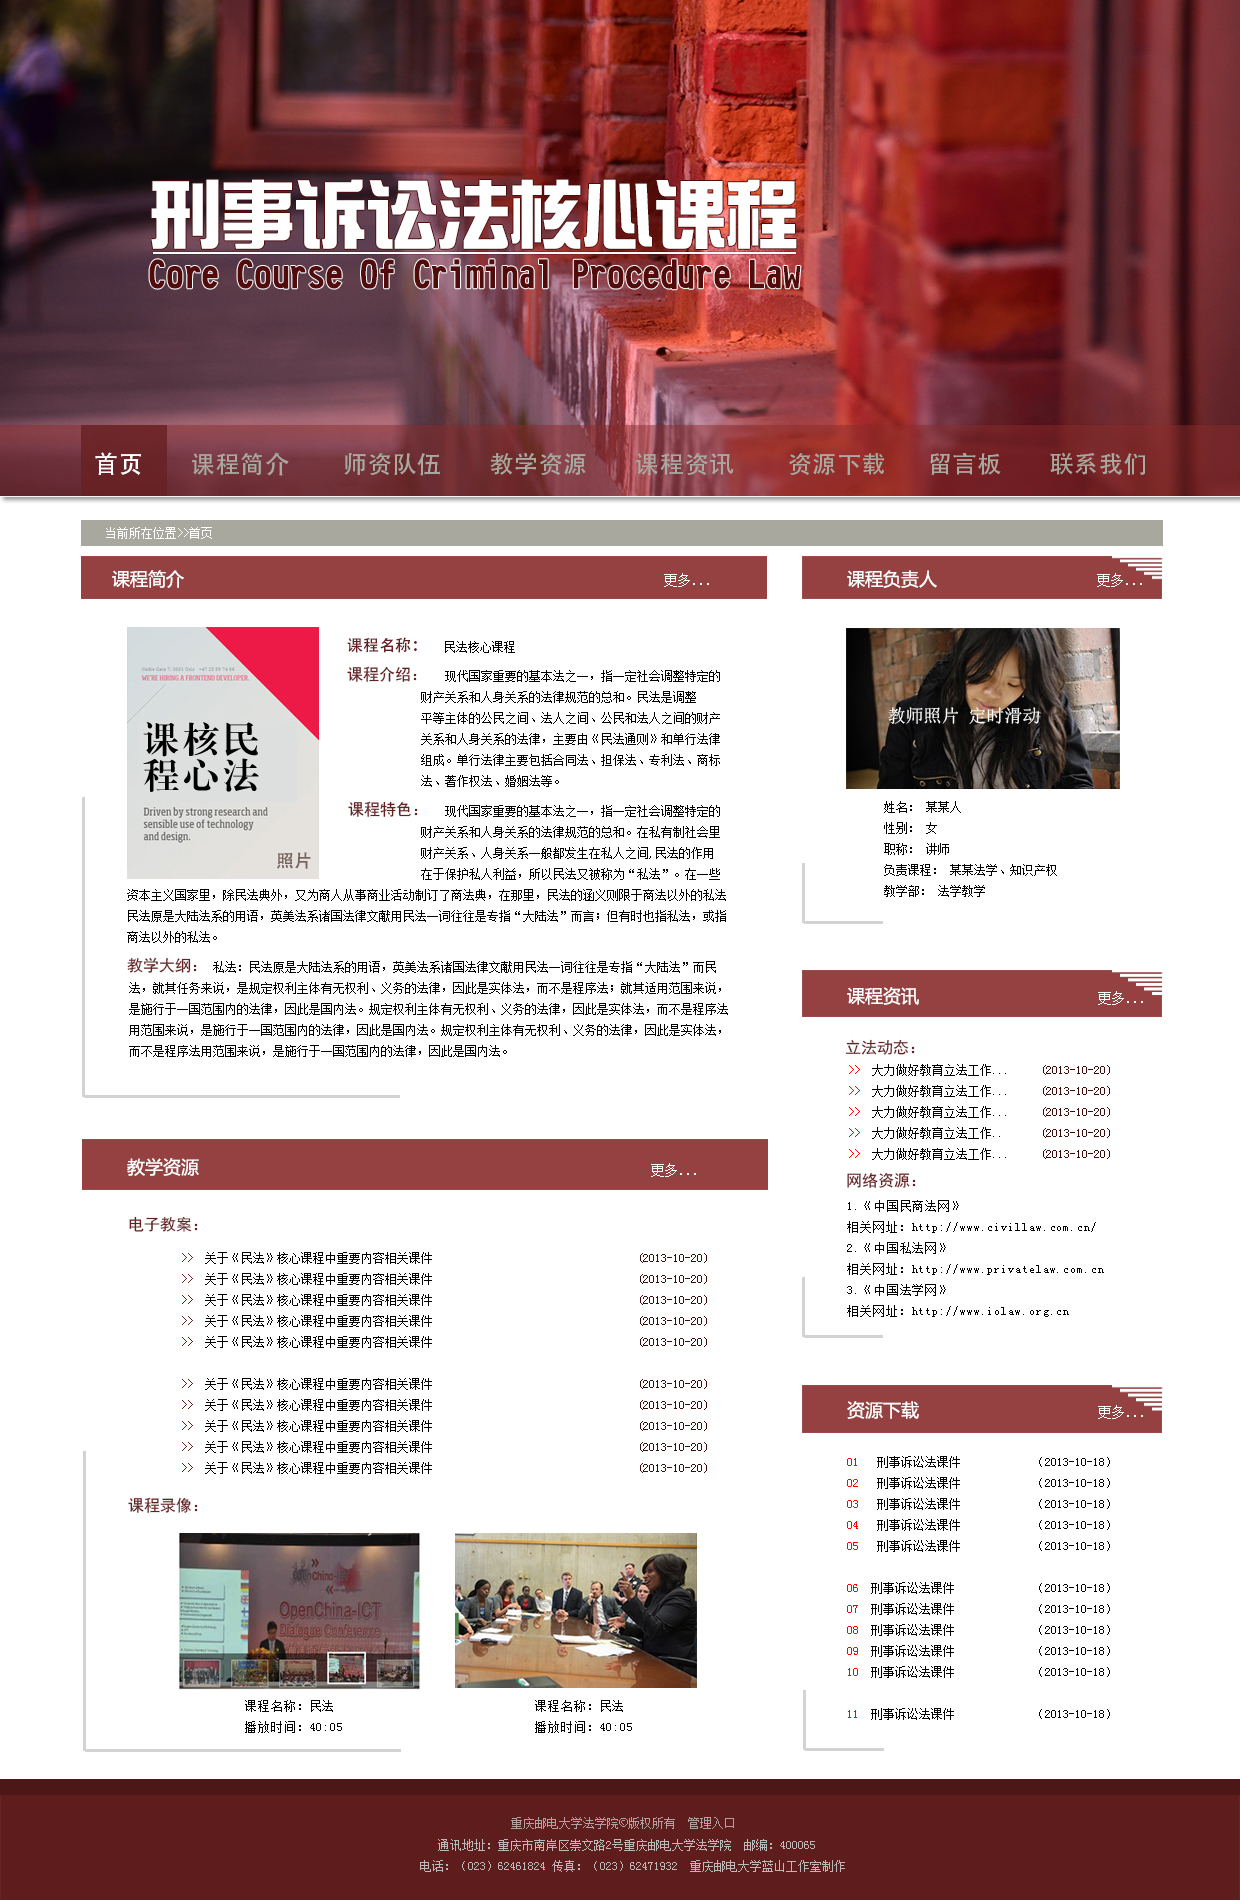 刑事诉讼法核心课程
Core Course Of Criminal Procedure Law
首页 课程简介 师资队伍 教学资源 课程资讯 资源下载 留言板 联系我们
当前所在位置>>首页
课程简介 更多...
WE'RE HIRING A FRONTEND DEVELOPER
课核民
程心法
Driven by strong research and
sensible use of technology
and design.
照片
课程名称： 民法核心课程
课程介绍： 现代国家重要的基本法之一，指一定社会调整特定的
财产关系和人身关系的法律规范的总和。民法是调整
平等主体的公民之间、法人之间、公民和法人之间的财产
关系和人身关系的法律，主要由《民法通则》和单行法律
组成。单行法律主要包括合同法、担保法、专利法、商标
法、著作权法、婚姻法等。
课程特色： 现代国家重要的基本法之一，指一定社会调整特定的
财产关系和人身关系的法律规范的总和。在私有制社会里
财产关系、人身关系一般都发生在私人之间,民法的作用
在于保护私人利益，所以民法又被称为“私法”。在一些
资本主义国家里，除民法典外，又为商人从事商业活动制订了商法典，在那里，民法的涵义则限于商法以外的私法
民法原是大陆法系的用语，英美法系诸国法律文献用民法一词往往是专指“大陆法”而言；但有时也指私法，或指
商法以外的私法。
教学大纲： 私法：民法原是大陆法系的用语，英美法系诸国法律文献用民法一词往往是专指“大陆法”而民
法，就其任务来说，是规定权利主体有无权利、义务的法律，因此是实体法，而不是程序法；就其适用范围来说，
是施行于一国范围内的法律，因此是国内法。规定权利主体有无权利、义务的法律，因此是实体法，而不是程序法
用范围来说，是施行于一国范围内的法律，因此是国内法。规定权利主体有无权利、义务的法律，因此是实体法，
而不是程序法用范围来说，是施行于一国范围内的法律，因此是国内法。
教学资源 更多...
电子教案：
>> 关于《民法》核心课程中重要内容相关课件 (2013-10-20)
>> 关于《民法》核心课程中重要内容相关课件 (2013-10-20)
>> 关于《民法》核心课程中重要内容相关课件 (2013-10-20)
>> 关于《民法》核心课程中重要内容相关课件 (2013-10-20)
>> 关于《民法》核心课程中重要内容相关课件 (2013-10-20)
>> 关于《民法》核心课程中重要内容相关课件 (2013-10-20)
>> 关于《民法》核心课程中重要内容相关课件 (2013-10-20)
>> 关于《民法》核心课程中重要内容相关课件 (2013-10-20)
>> 关于《民法》核心课程中重要内容相关课件 (2013-10-20)
>> 关于《民法》核心课程中重要内容相关课件 (2013-10-20)
课程录像：
OpenChina-ICT
OpenChina-ICT
Dialogue Conference
课程名称：民法
播放时间：40:05
课程名称：民法
播放时间：40:05
课程负责人 更多...
教师照片 定时滑动
姓名： 某某人
性别： 女
职称： 讲师
负责课程： 某某法学、知识产权
教学部： 法学教学
课程资讯 更多...
立法动态：
>> 大力做好教育立法工作... (2013-10-20)
>> 大力做好教育立法工作... (2013-10-20)
>> 大力做好教育立法工作... (2013-10-20)
>> 大力做好教育立法工作.. (2013-10-20)
>> 大力做好教育立法工作... (2013-10-20)
网络资源：
1.《中国民商法网》
相关网址：http://www.civillaw.com.cn/
2.《中国私法网》
相关网址：http://www.privatelaw.com.cn
3.《中国法学网》
相关网址：http://www.iolaw.org.cn
资源下载 更多...
01 刑事诉讼法课件 (2013-10-18)
02 刑事诉讼法课件 (2013-10-18)
03 刑事诉讼法课件 (2013-10-18)
04 刑事诉讼法课件 (2013-10-18)
05 刑事诉讼法课件 (2013-10-18)
06 刑事诉讼法课件 (2013-10-18)
07 刑事诉讼法课件 (2013-10-18)
08 刑事诉讼法课件 (2013-10-18)
09 刑事诉讼法课件 (2013-10-18)
10 刑事诉讼法课件 (2013-10-18)
11 刑事诉讼法课件 (2013-10-18)
重庆邮电大学法学院©版权所有 管理入口
通讯地址：重庆市南岸区崇文路2号重庆邮电大学法学院 邮编：400065
电话：（023）62461824 传真：（023）62471932 重庆邮电大学蓝山工作室制作